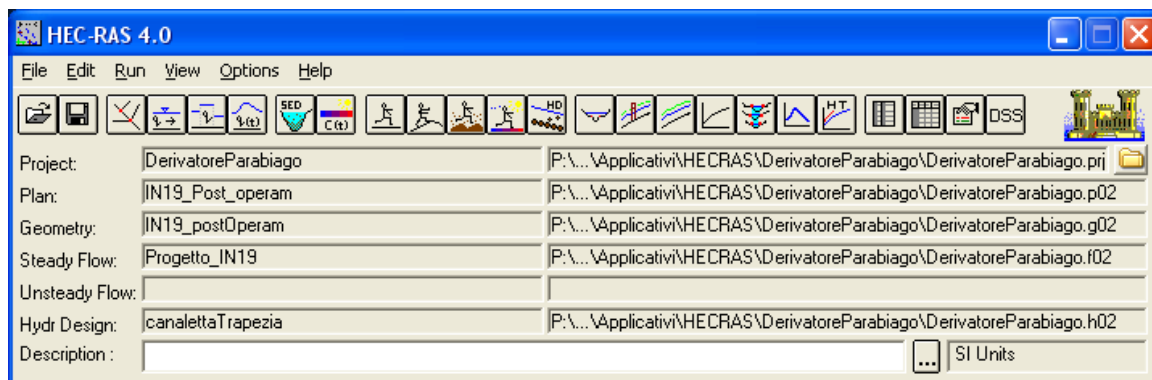 HEC-RAS 4.0
File Edit Run View Options Help
SED C(t) HD HT DSS
Project: DerivatoreParabiago P:\...\Applicativi\HECRAS\DerivatoreParabiago\DerivatoreParabiago.prj
Plan: IN19_Post_operam P:\...\Applicativi\HECRAS\DerivatoreParabiago\DerivatoreParabiago.p02
Geometry: IN19_postOperam P:\...\Applicativi\HECRAS\DerivatoreParabiago\DerivatoreParabiago.g02
Steady Flow: Progetto_IN19 P:\...\Applicativi\HECRAS\DerivatoreParabiago\DerivatoreParabiago.f02
Unsteady Flow:
Hydr Design: canalettaTrapezia P:\...\Applicativi\HECRAS\DerivatoreParabiago\DerivatoreParabiago.h02
Description : ... SI Units